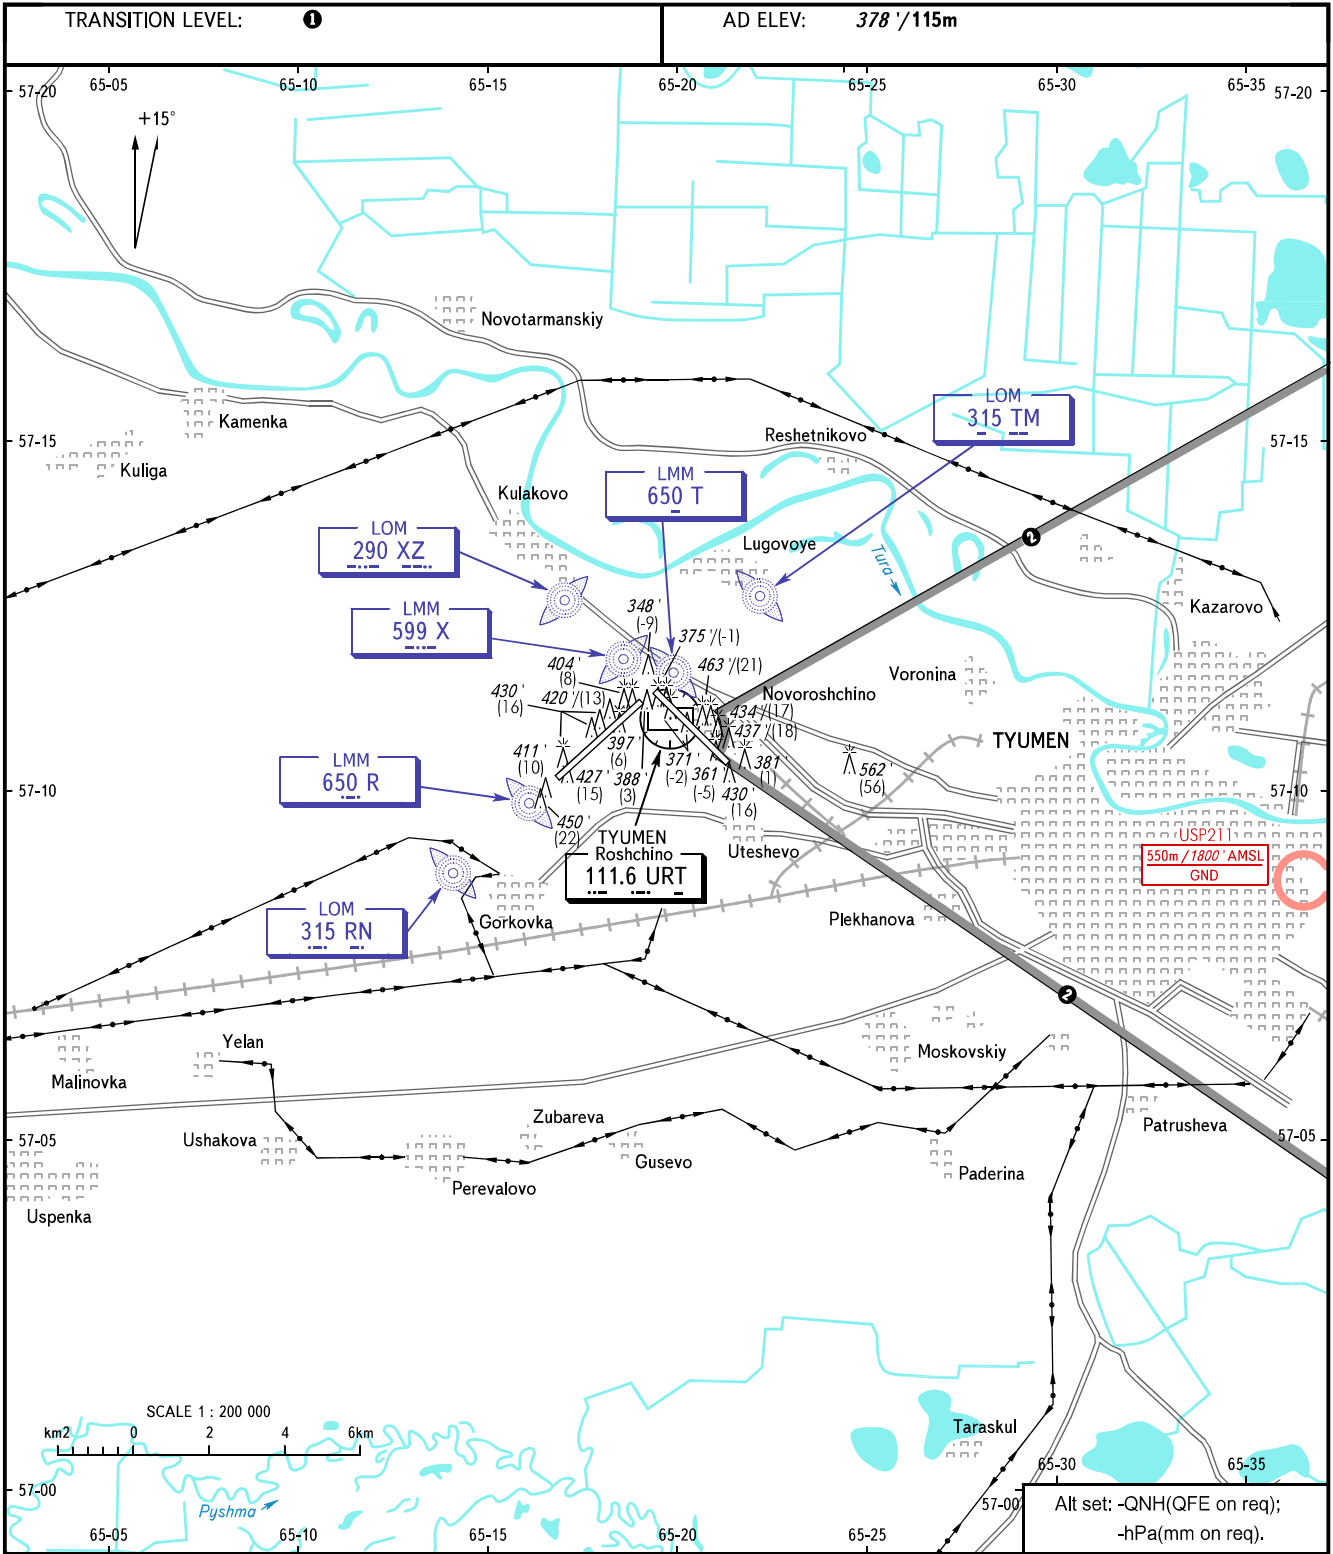 TRANSITION LEVEL: ❶
AD ELEV: 378 '/115m
65-05 65-10 65-15 65-20 65-25 65-30 65-35
57-20 57-20
+15°
Novotarmanskiy
Kamenka
Kuliga
57-15 57-15
LOM
315 TM
Reshetnikovo
LMM
650 T
Kulakovo
LOM
290 XZ
Lugovoye
❷
Tura
Kazarovo
LMM
599 X
348 '
(-9)
375 '/(-1)
404 '
(8)
463 '/(21)
Voronina
430 '
(16)
420 '/(13)
Novoroshchino
434 '/(17)
437 '/(18)
TYUMEN
411 '
(10)
397 '
(6)
371 '
(-2)
381 '
(1)
562 '
(56)
LMM
650 R
427 '
(15)
388 '
(3)
361 '
(-5)
430 '
(16)
57-10 57-10
450 '
(22)
TYUMEN
Roshchino
111.6 URT
Uteshevo
USP211
550m / 1800 ' AMSL
GND
LOM
315 RN
Gorkovka
Plekhanova
❷
Yelan
Malinovka
Moskovskiy
Zubareva
Ushakova
Patrusheva
57-05 57-05
Gusevo
Paderina
Perevalovo
Uspenka
SCALE 1 : 200 000
km2 0 2 4 6km
Taraskul
65-30 65-35
57-00 57-00
Pyshma
Alt set: -QNH(QFE on req);
-hPa(mm on req).
65-05 65-10 65-15 65-20 65-25